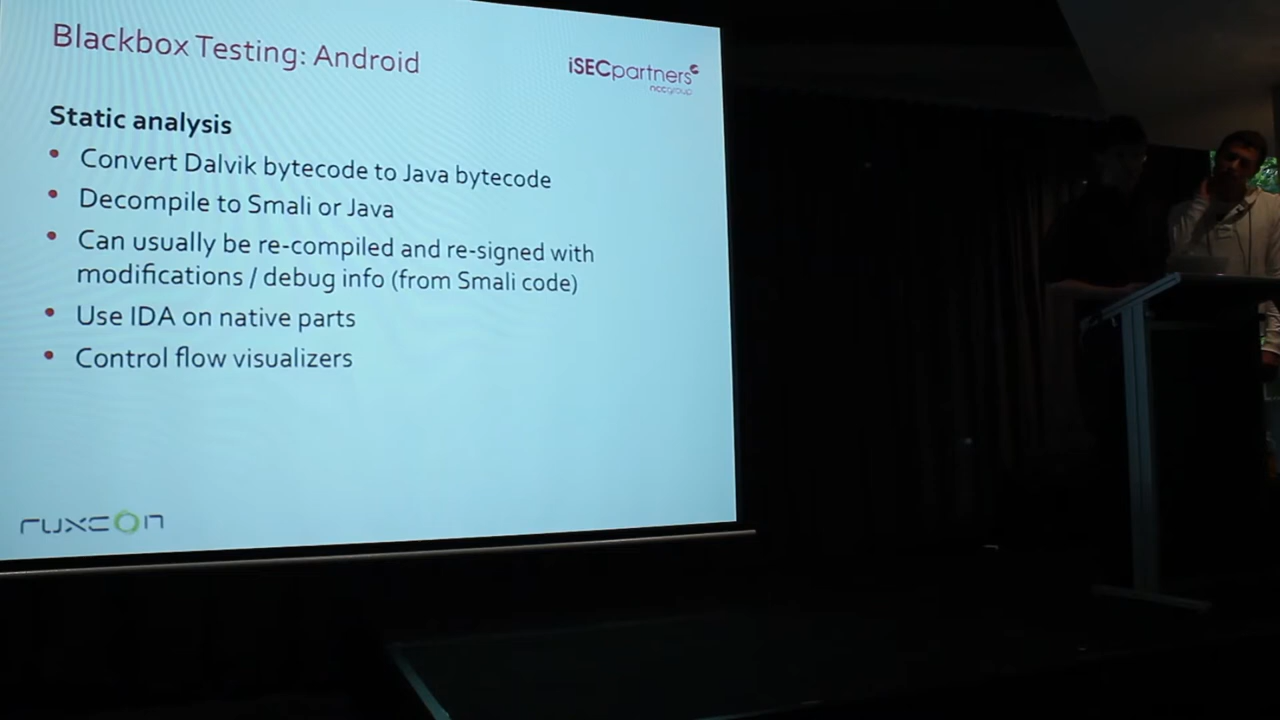 Blackbox Testing: Android
iSECpartners
nccgroup
Static analysis
• Convert Dalvik bytecode to Java bytecode
• Decompile to Smali or Java
• Can usually be re-compiled and re-signed with
modifications / debug info (from Smali code)
• Use IDA on native parts
• Control flow visualizers
ruxcon